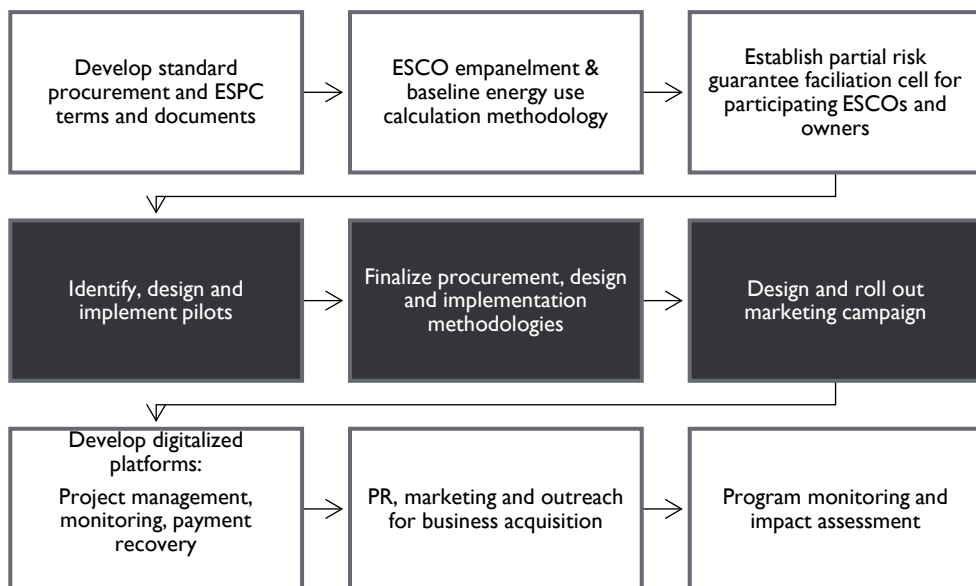 Develop standard
procurement and ESPC
terms and documents
ESCO empanelment &
baseline energy use
calculation methodology
Establish partial risk
guarantee faciliation cell for
participating ESCOs and
owners
Identify, design and
implement pilots
Finalize procurement, design
and implementation
methodologies
Design and roll out
marketing campaign
Develop digitalized
platforms:
Project management,
monitoring, payment
recovery
PR, marketing and outreach
for business acquisition
Program monitoring and
impact assessment